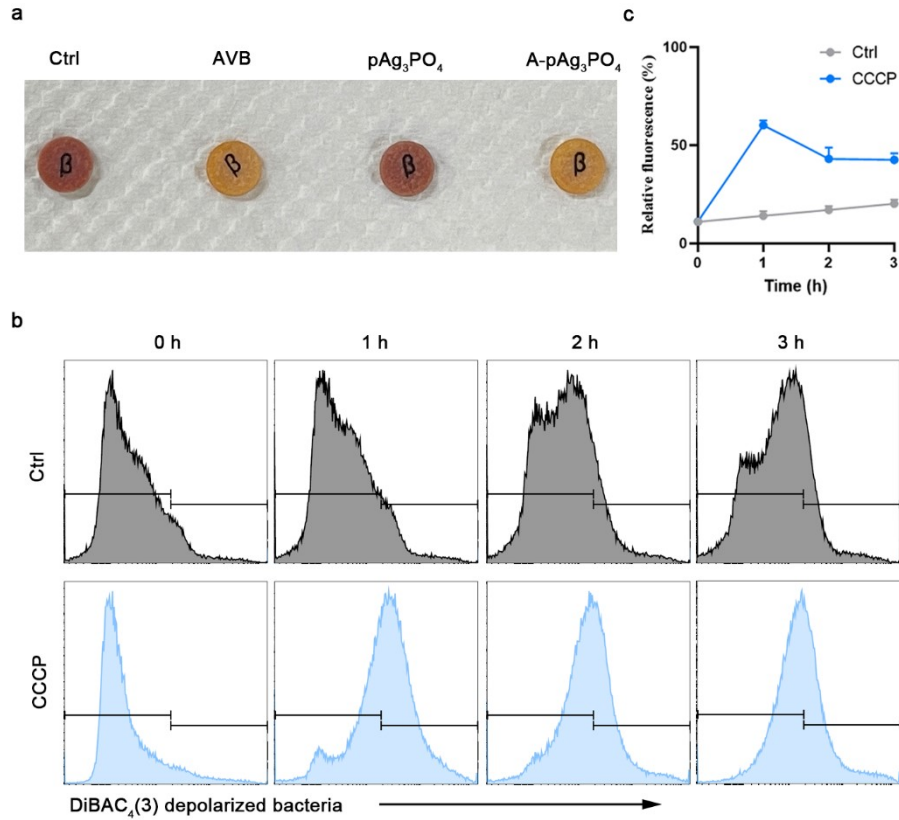 a
Ctrl AVB pAg₃PO₄ A-pAg₃PO₄
β β β β
c
Ctrl
CCCP
Relative fluorescence (%)
100
50
0
0 1 2 3
Time (h)
b
0 h 1 h 2 h 3 h
Ctrl
CCCP
DiBAC₄(3) depolarized bacteria